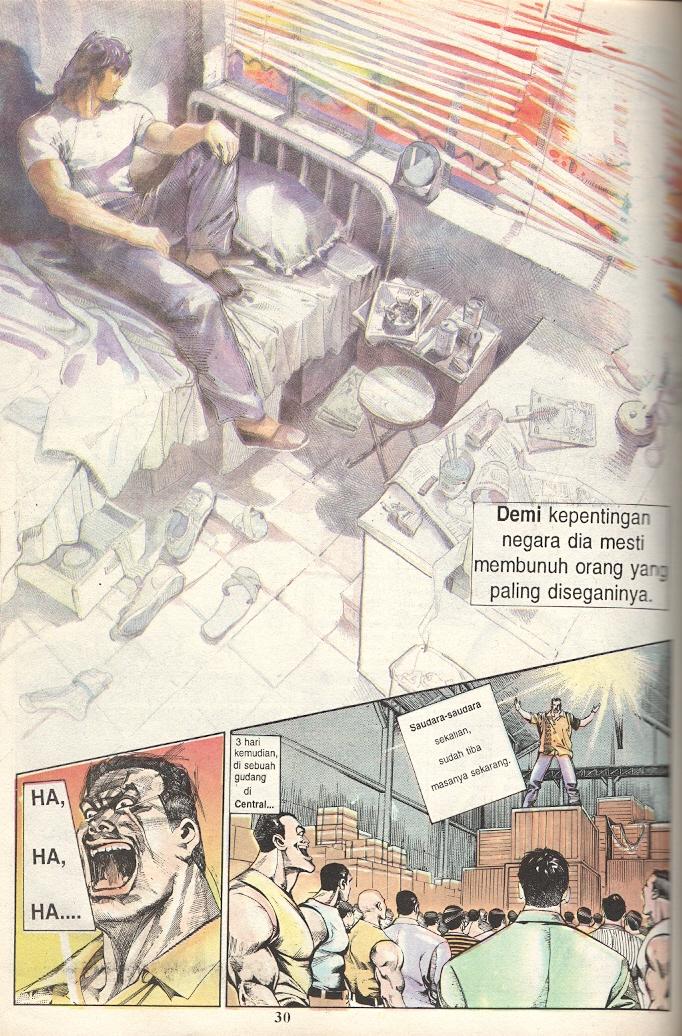 Demi kepentingan
negara dia mesti
membunuh orang yang
paling diseganinya.
HA,
HA,
HA....
3 hari
kemudian,
di sebuah
gudang
di
Central...
Saudara-saudara
sekalian,
sudah tiba
masanya sekarang.
30